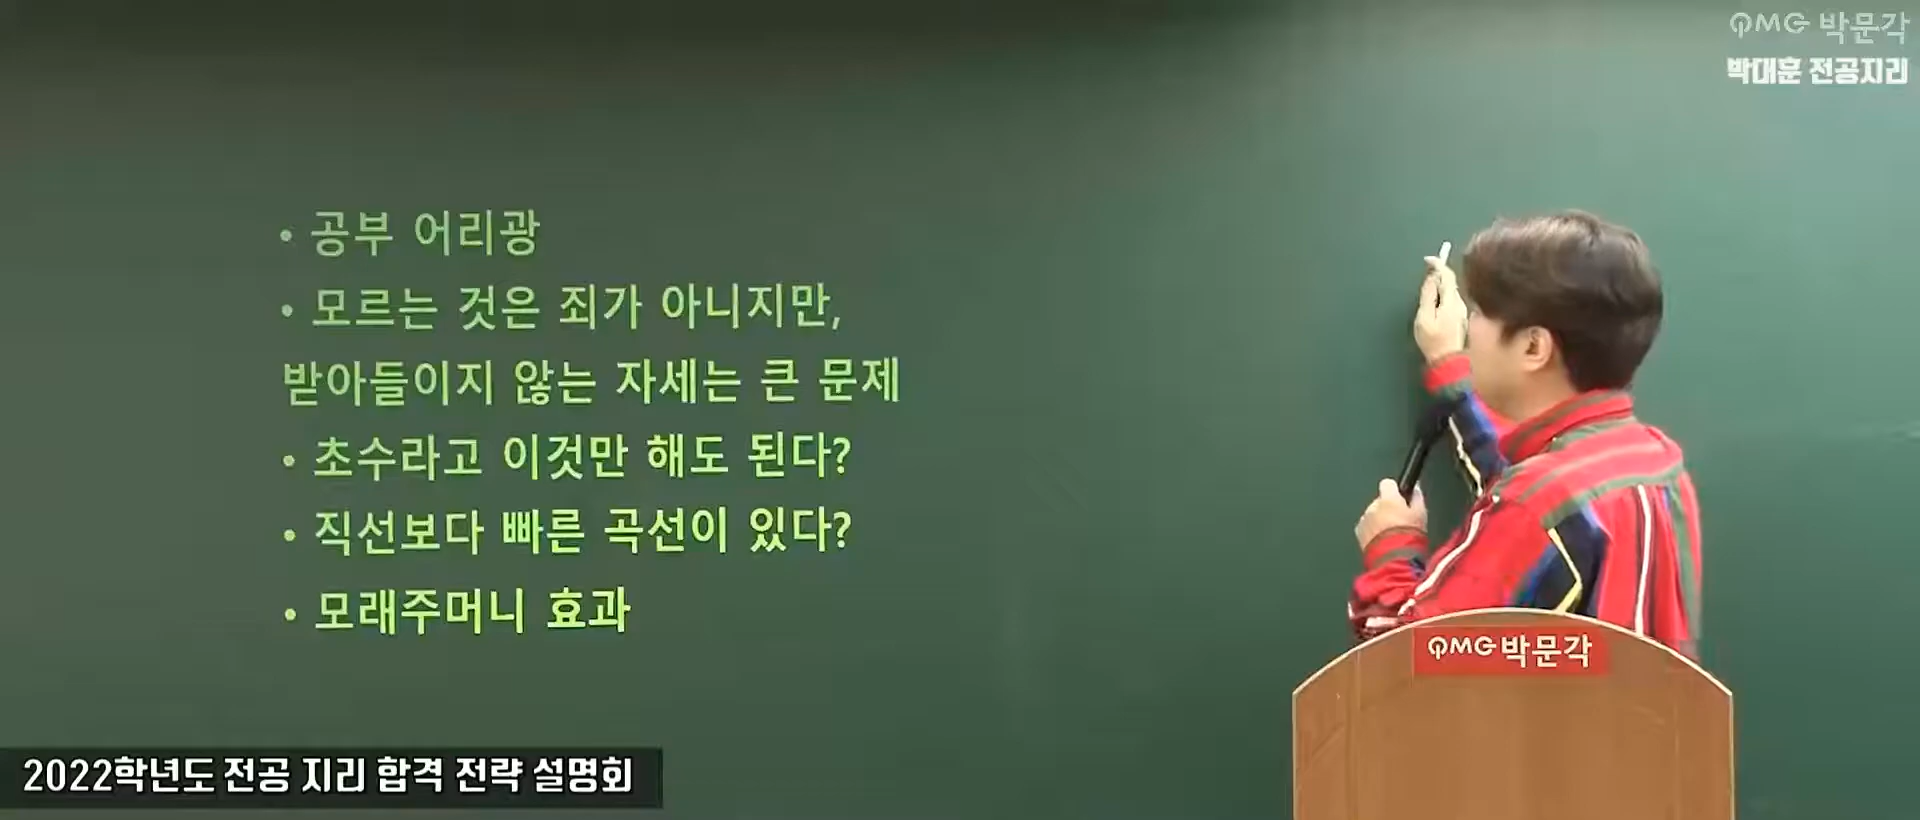 PMG 박문각
박대훈 전공지리
• 공부 어리광
• 모르는 것은 죄가 아니지만,
받아들이지 않는 자세는 큰 문제
• 초수라고 이것만 해도 된다?
• 직선보다 빠른 곡선이 있다?
• 모래주머니 효과
PMG박문각
2022학년도 전공 지리 합격 전략 설명회